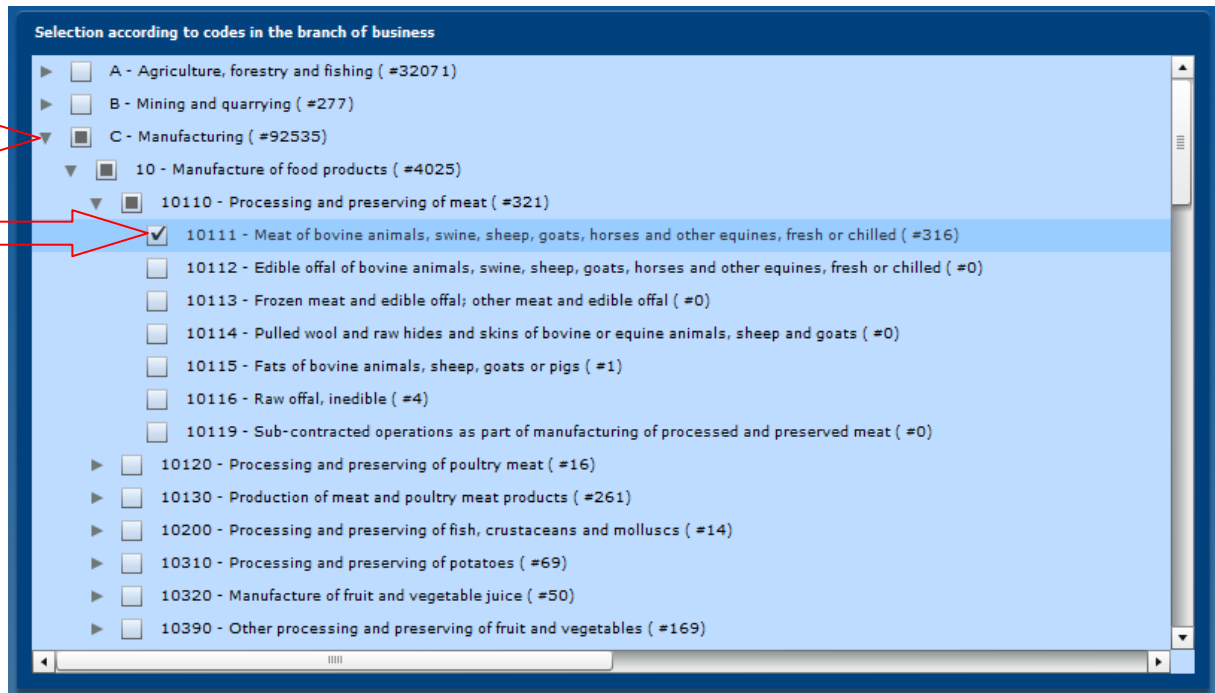 Selection according to codes in the branch of business
A - Agriculture, forestry and fishing ( #32071)
B - Mining and quarrying ( #277)
C - Manufacturing ( #92535)
10 - Manufacture of food products ( #4025)
10110 - Processing and preserving of meat ( #321)
10111 - Meat of bovine animals, swine, sheep, goats, horses and other equines, fresh or chilled ( #316)
10112 - Edible offal of bovine animals, swine, sheep, goats, horses and other equines, fresh or chilled ( #0)
10113 - Frozen meat and edible offal; other meat and edible offal ( #0)
10114 - Pulled wool and raw hides and skins of bovine or equine animals, sheep and goats ( #0)
10115 - Fats of bovine animals, sheep, goats or pigs ( #1)
10116 - Raw offal, inedible ( #4)
10119 - Sub-contracted operations as part of manufacturing of processed and preserved meat ( #0)
10120 - Processing and preserving of poultry meat ( #16)
10130 - Production of meat and poultry meat products ( #261)
10200 - Processing and preserving of fish, crustaceans and molluscs ( #14)
10310 - Processing and preserving of potatoes ( #69)
10320 - Manufacture of fruit and vegetable juice ( #50)
10390 - Other processing and preserving of fruit and vegetables ( #169)